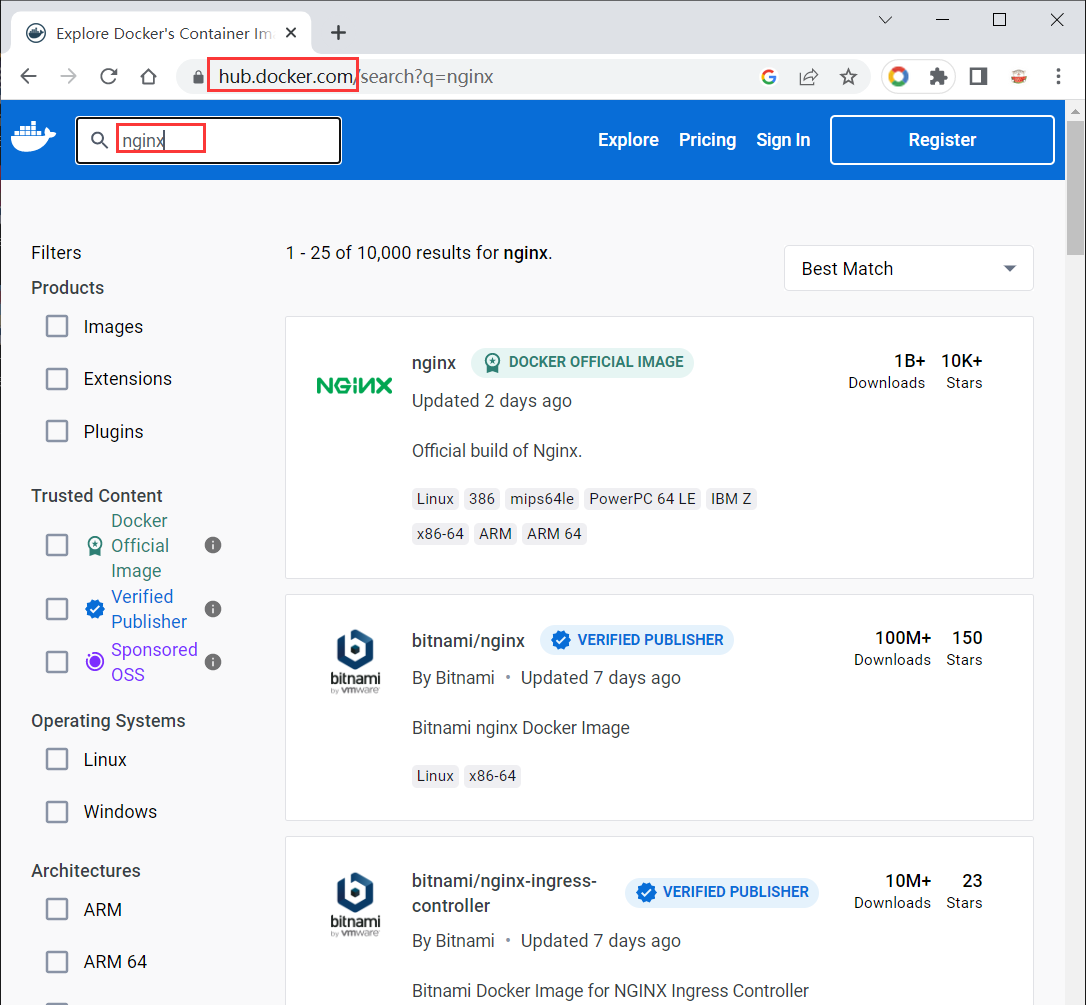 Explore Docker's Container Im
hub.docker.com/search?q=nginx
nginx
Explore
Pricing
Sign In
Register
Filters
1 - 25 of 10,000 results for nginx.
Best Match
Products
Images
Extensions
Plugins
Trusted Content
Docker
Official
Image
Verified
Publisher
Sponsored
OSS
Operating Systems
Linux
Windows
Architectures
ARM
ARM 64
NGINX
nginx
DOCKER OFFICIAL IMAGE
1B+
10K+
Downloads
Stars
Updated 2 days ago
Official build of Nginx.
Linux 386 mips64le PowerPC 64 LE IBM Z
x86-64 ARM ARM 64
bitnami
by vmware
bitnami/nginx
VERIFIED PUBLISHER
100M+
150
Downloads
Stars
By Bitnami • Updated 7 days ago
Bitnami nginx Docker Image
Linux x86-64
bitnami
by vmware
bitnami/nginx-ingress-
controller
VERIFIED PUBLISHER
10M+
23
Downloads
Stars
By Bitnami • Updated 7 days ago
Bitnami Docker Image for NGINX Ingress Controller